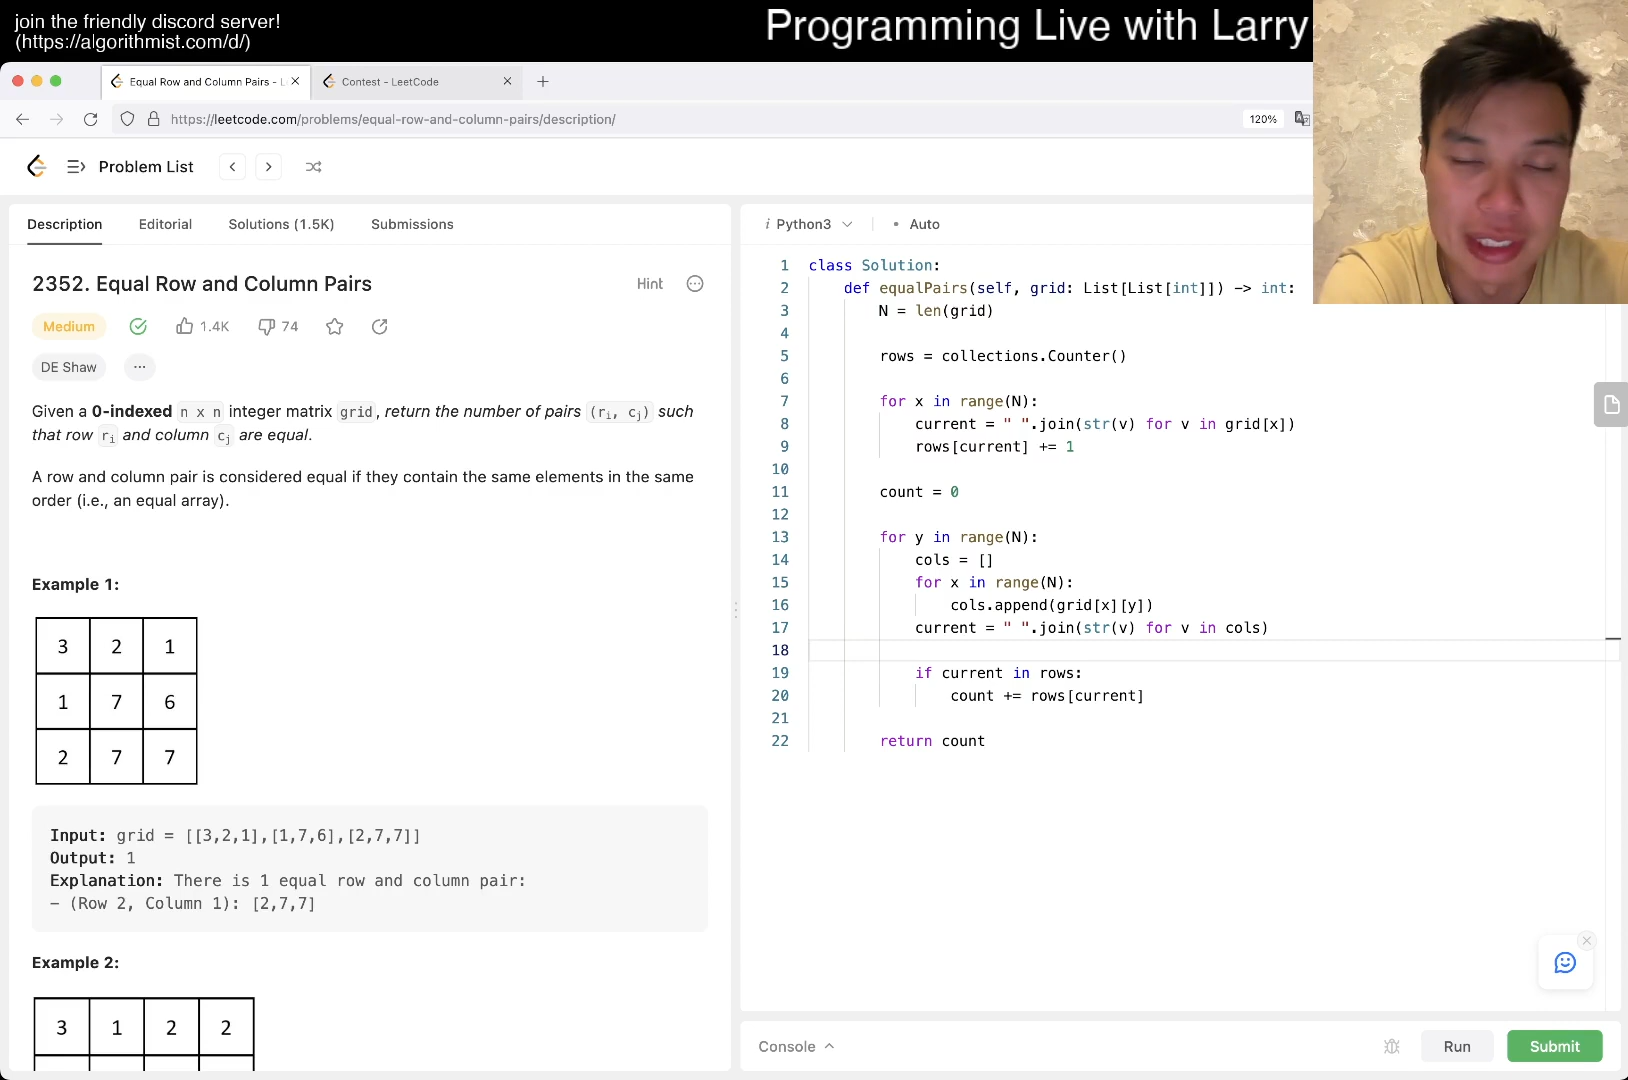 join the friendly discord server!
(https://algorithmist.com/d/)
Programming Live with Larry
Equal Row and Column Pairs - L
Contest - LeetCode
https://leetcode.com/problems/equal-row-and-column-pairs/description/
120%
Problem List
Description
Editorial
Solutions (1.5K)
Submissions
2352. Equal Row and Column Pairs
Hint
Medium
1.4K
74
DE Shaw
...
Given a 0-indexed n x n integer matrix grid, return the number of pairs (ri, cj) such
that row ri and column cj are equal.
A row and column pair is considered equal if they contain the same elements in the same
order (i.e., an equal array).
Example 1:
3 2 1
1 7 6
2 7 7
Input: grid = [[3,2,1],[1,7,6],[2,7,7]]
Output: 1
Explanation: There is 1 equal row and column pair:
- (Row 2, Column 1): [2,7,7]
Example 2:
3 1 2 2
i Python3
• Auto
1 class Solution:
2 def equalPairs(self, grid: List[List[int]]) -> int:
3 N = len(grid)
4
5 rows = collections.Counter()
6
7 for x in range(N):
8 current = " ".join(str(v) for v in grid[x])
9 rows[current] += 1
10
11 count = 0
12
13 for y in range(N):
14 cols = []
15 for x in range(N):
16 cols.append(grid[x][y])
17 current = " ".join(str(v) for v in cols)
18
19 if current in rows:
20 count += rows[current]
21
22 return count
Console
Run
Submit